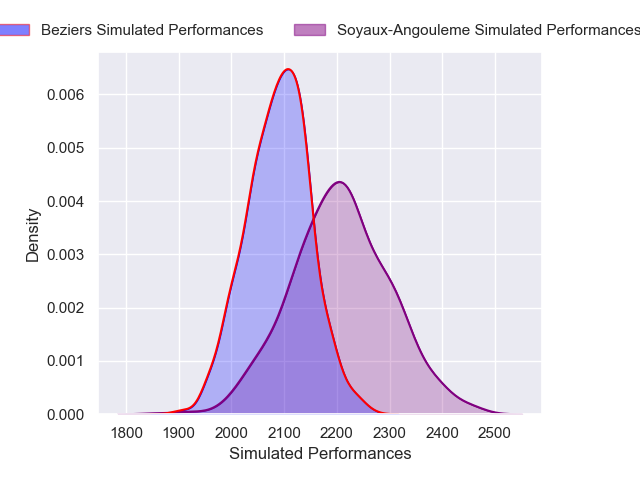 Beziers Simulated Performances Soyaux-Angouleme Simulated Performances
0.006
0.005
0.004
0.003
0.002
0.001
0.000
Density
1800 1900 2000 2100 2200 2300 2400 2500
Simulated Performances